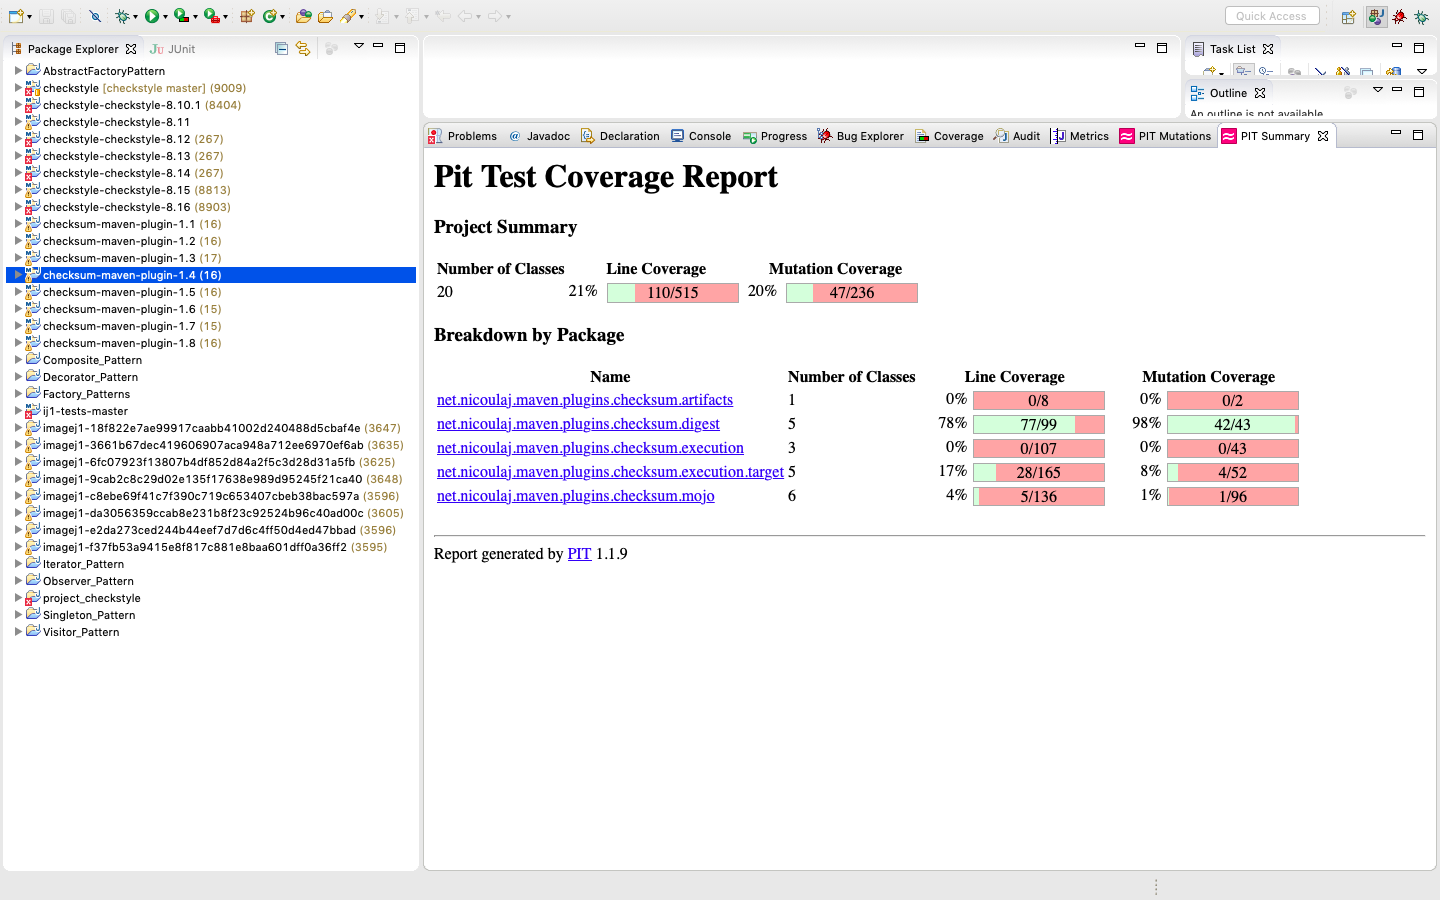 Quick Access
Package Explorer
JUnit
AbstractFactoryPattern
checkstyle [checkstyle master] (9009)
checkstyle-checkstyle-8.10.1 (8404)
checkstyle-checkstyle-8.11
checkstyle-checkstyle-8.12 (267)
checkstyle-checkstyle-8.13 (267)
checkstyle-checkstyle-8.14 (267)
checkstyle-checkstyle-8.15 (8813)
checkstyle-checkstyle-8.16 (8903)
checksum-maven-plugin-1.1 (16)
checksum-maven-plugin-1.2 (16)
checksum-maven-plugin-1.3 (17)
checksum-maven-plugin-1.4 (16)
checksum-maven-plugin-1.5 (16)
checksum-maven-plugin-1.6 (15)
checksum-maven-plugin-1.7 (15)
checksum-maven-plugin-1.8 (16)
Composite_Pattern
Decorator_Pattern
Factory_Patterns
ij1-tests-master
imagej1-18f822e7ae99917caabb41002d240488d5cbaf4e (3647)
imagej1-3661b67dec419606907aca948a712ee6970ef6ab (3635)
imagej1-6fc07923f13807b4df852d84a2f5c3d28d31a5fb (3625)
imagej1-9cab2c8c29d02e135f17638e989d95245f21ca40 (3648)
imagej1-c8ebe69f41c7f390c719c653407cbeb38bac597a (3596)
imagej1-da3056359ccab8e231b8f23c92524b96c40ad00c (3605)
imagej1-e2da273ced244b44eef7d7d6c4ff50d4ed47bbad (3596)
imagej1-f37fb53a9415e8f817c881e8baa601dff0a36ff2 (3595)
Iterator_Pattern
Observer_Pattern
project_checkstyle
Singleton_Pattern
Visitor_Pattern
Task List
Outline
An outline is not available
Problems Javadoc Declaration Console Progress Bug Explorer Coverage Audit Metrics PIT Mutations PIT Summary
Pit Test Coverage Report
Project Summary
Number of Classes Line Coverage Mutation Coverage
20 21% 110/515 20% 47/236
Breakdown by Package
Name Number of Classes Line Coverage Mutation Coverage
net.nicoulaj.maven.plugins.checksum.artifacts 1 0% 0/8 0% 0/2
net.nicoulaj.maven.plugins.checksum.digest 5 78% 77/99 98% 42/43
net.nicoulaj.maven.plugins.checksum.execution 3 0% 0/107 0% 0/43
net.nicoulaj.maven.plugins.checksum.execution.target 5 17% 28/165 8% 4/52
net.nicoulaj.maven.plugins.checksum.mojo 6 4% 5/136 1% 1/96
Report generated by PIT 1.1.9